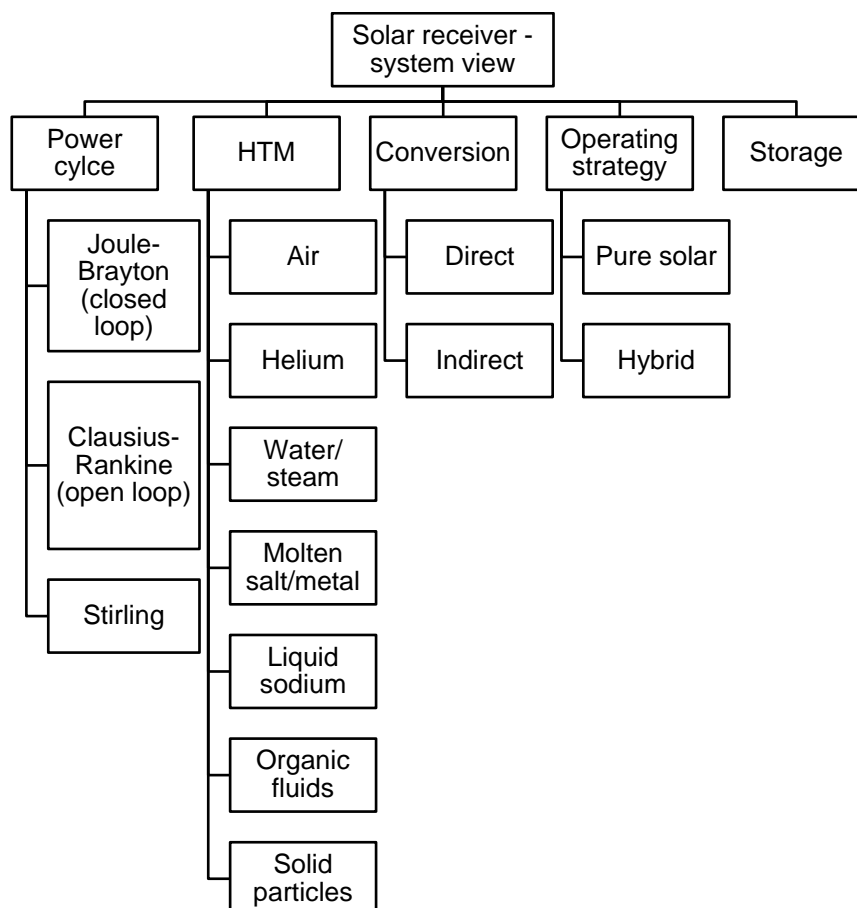 Solar receiver -
system view
Power
cylce
HTM
Conversion
Operating
strategy
Storage
Joule-
Brayton
(closed
loop)
Clausius-
Rankine
(open loop)
Stirling
Air
Helium
Water/
steam
Molten
salt/metal
Liquid
sodium
Organic
fluids
Solid
particles
Direct
Indirect
Pure solar
Hybrid